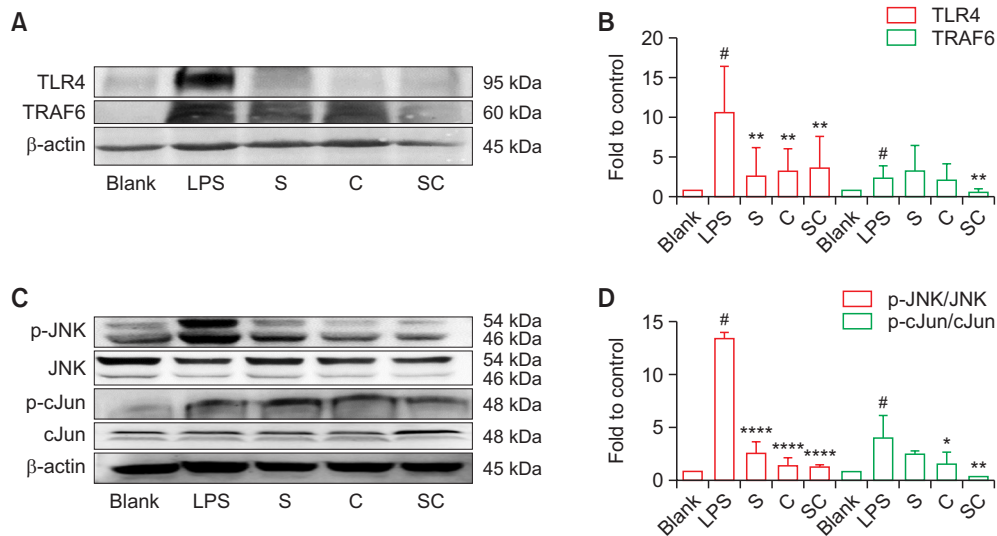 A
TLR4
95 kDa
TRAF6
60 kDa
β-actin
45 kDa
Blank LPS S C SC
B
TLR4
TRAF6
Fold to control
20
15
10
5
0
#
**
**
**
#
**
Blank LPS S C SC Blank LPS S C SC
C
p-JNK
54 kDa
46 kDa
JNK
54 kDa
46 kDa
p-cJun
48 kDa
cJun
48 kDa
β-actin
45 kDa
Blank LPS S C SC
D
p-JNK/JNK
p-cJun/cJun
Fold to control
15
10
5
0
#
****
****
****
#
*
**
Blank LPS S C SC Blank LPS S C SC